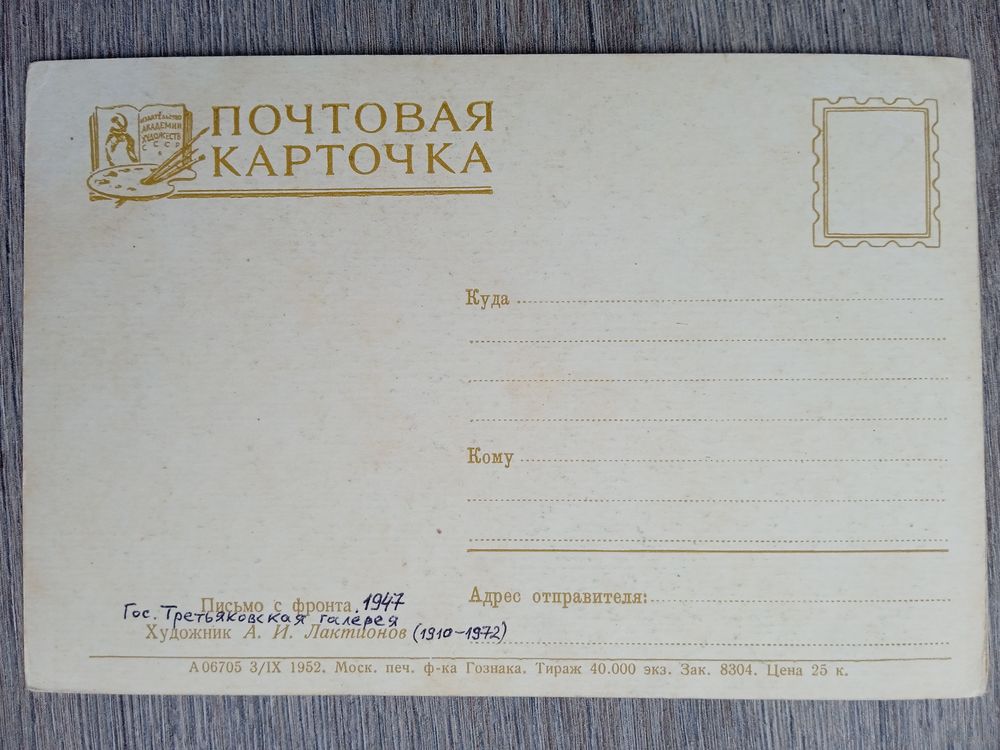 ИЗДАТЕЛЬСТВО
АКАДЕМИИ
ХУДОЖЕСТВ
СССР
ПОЧТОВАЯ
КАРТОЧКА
Куда
Кому
Адрес отправителя:
Письмо с фронта 1947
Гос. Третьяковская галерея
Художник А. И. Лактионов (1910-1972)
А06705 3/IX 1952. Моск. печ. ф-ка Гознака. Тираж 40.000 экз. Зак. 8304. Цена 25 к.